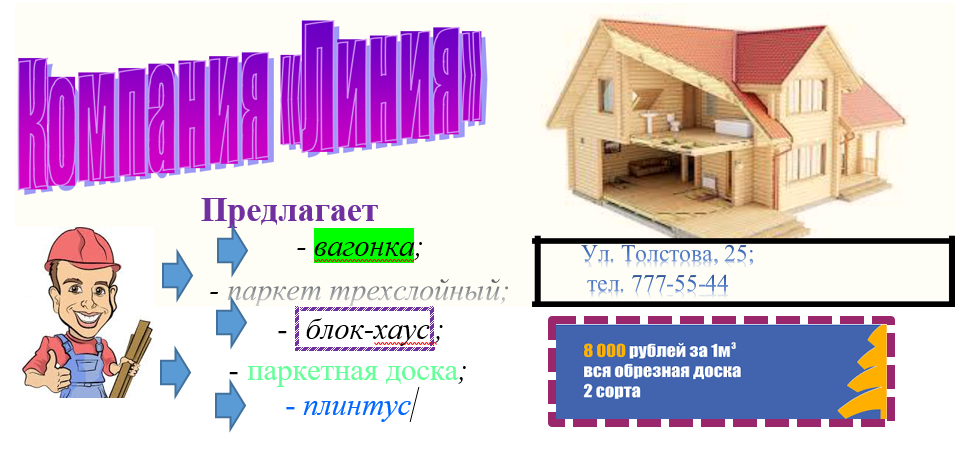 Компания «Линия»
Предлагает
- вагонка;
- паркет трехслойный;
- блок-хаус;
- паркетная доска;
- плинтус
Ул. Толстова, 25;
тел. 777-55-44
8 000 рублей за 1м³
вся обрезная доска
2 сорта